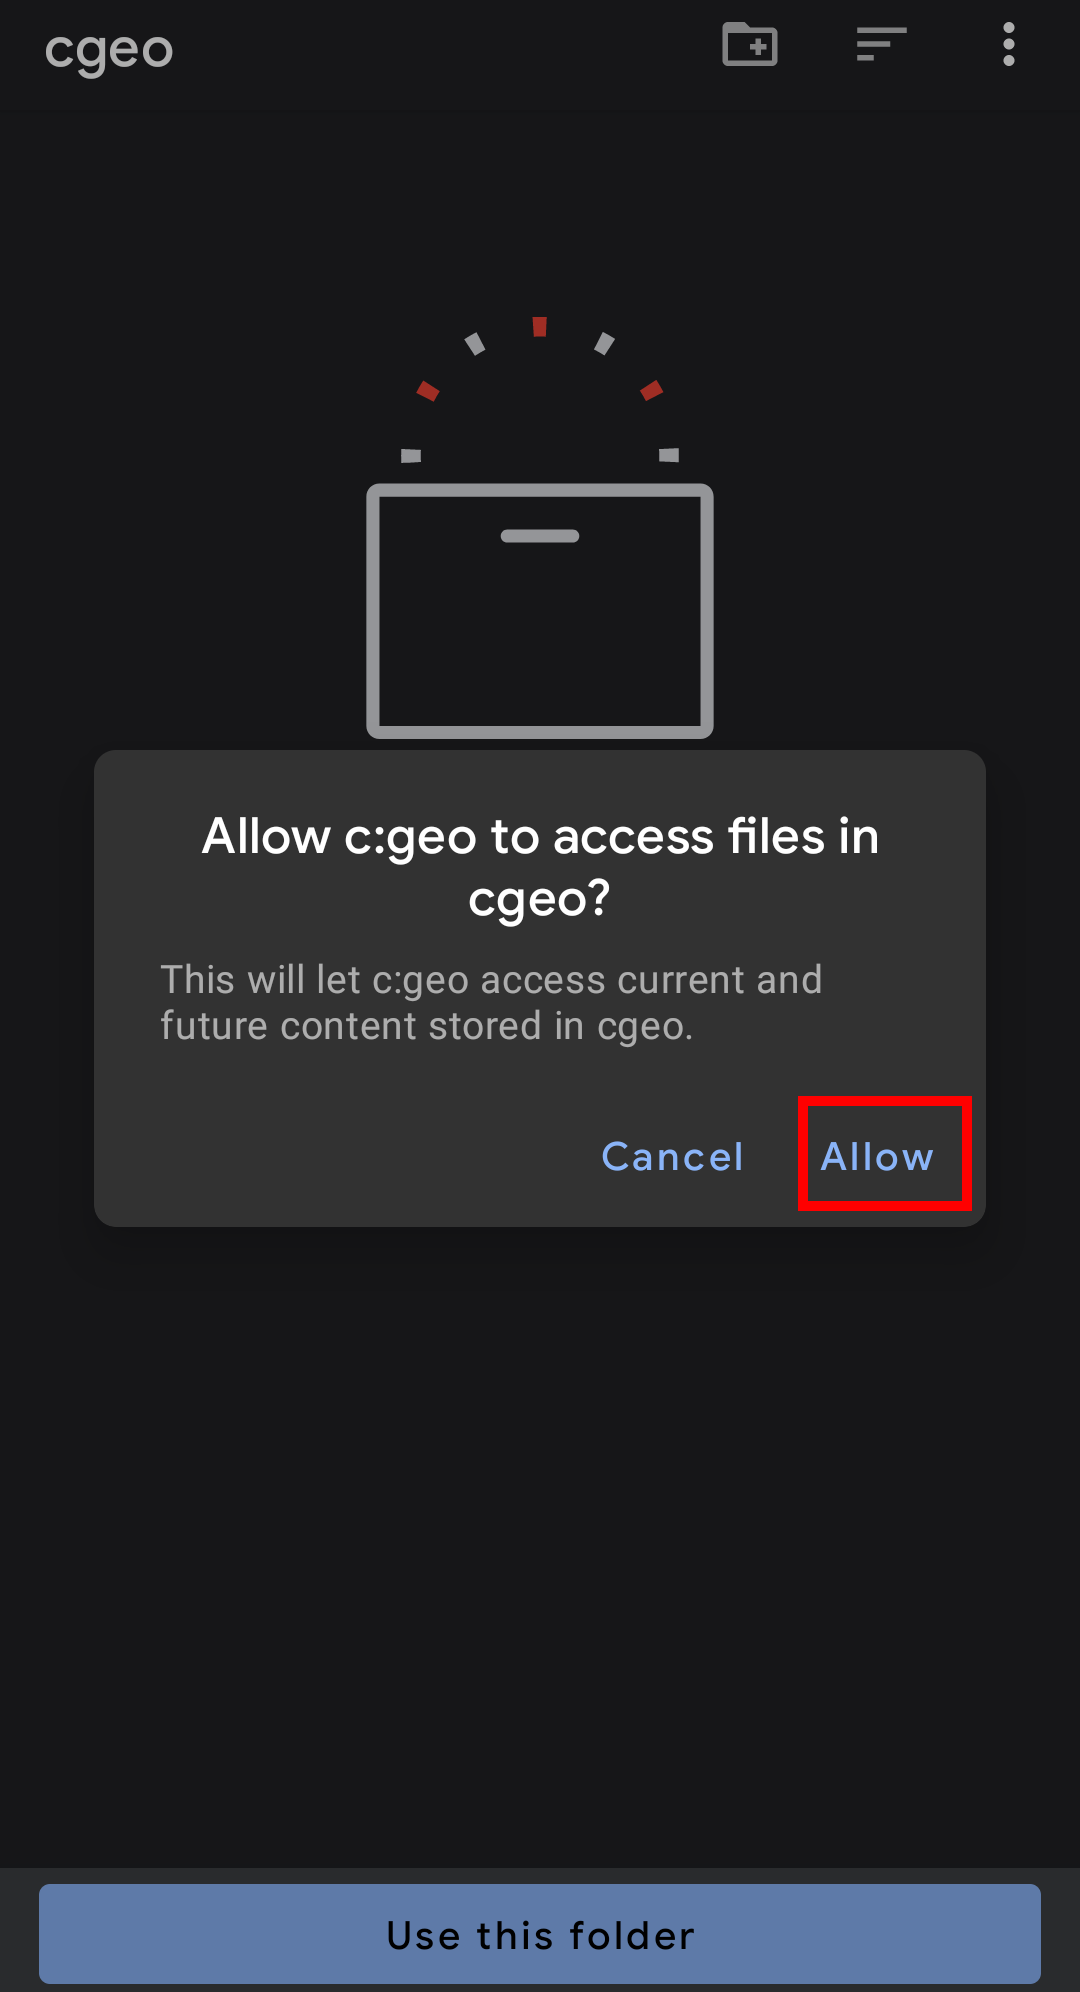 cgeo
Allow c:geo to access files in
cgeo?
This will let c:geo access current and
future content stored in cgeo.
Cancel
Allow
Use this folder